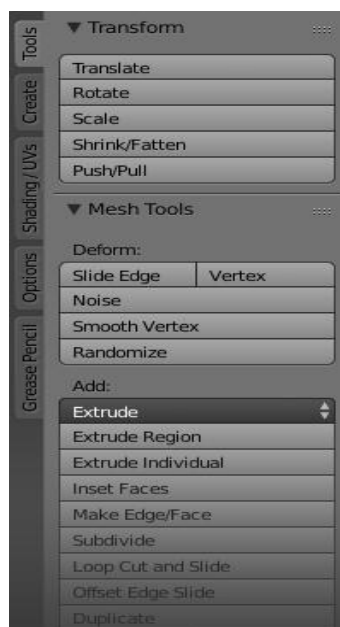 Tools
Create
Shading / UVs
Options
Grease Pencil
Transform
Translate
Rotate
Scale
Shrink/Fatten
Push/Pull
Mesh Tools
Deform:
Slide Edge Vertex
Noise
Smooth Vertex
Randomize
Add:
Extrude
Extrude Region
Extrude Individual
Inset Faces
Make Edge/Face
Subdivide
Loop Cut and Slide
Offset Edge Slide
Duplicate